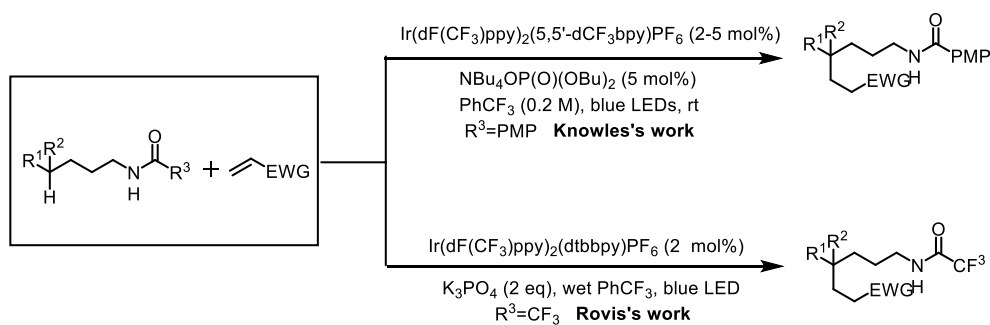 Ir(dF(CF3)ppy)2(5,5'-dCF3bpy)PF6 (2-5 mol%)
NBu4OP(O)(OBu)2 (5 mol%)
PhCF3 (0.2 M), blue LEDs, rt
R3=PMP Knowles's work
R1 R2 N H O PMP
EWG H
R1 R2 H N H O R3 + EWG
Ir(dF(CF3)ppy)2(dtbbpy)PF6 (2 mol%)
K3PO4 (2 eq), wet PhCF3, blue LED
R3=CF3 Rovis's work
R1 R2 N H O CF3
EWG